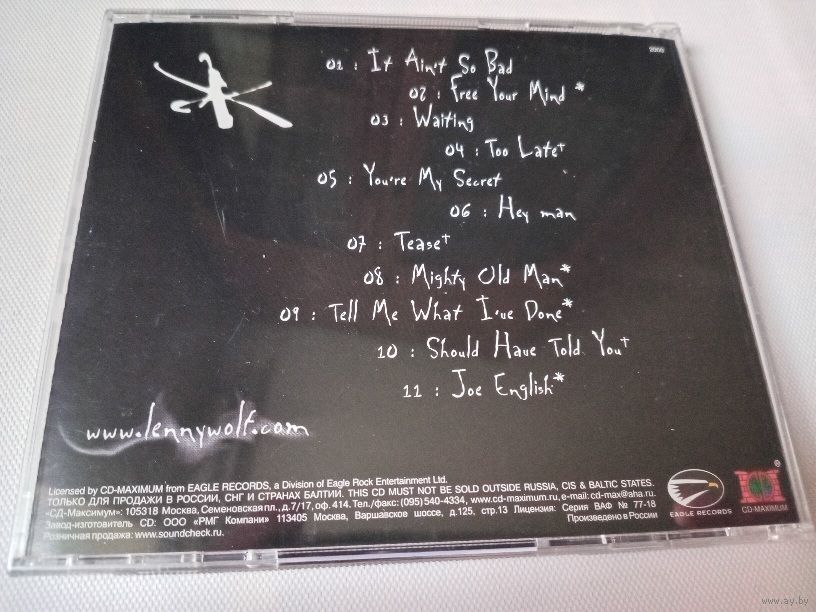 2000
01 : It Ain't So Bad
02 : Free Your Mind *
03 : Waiting
04 : Too Late†
05 : You're My Secret
06 : Hey man
07 : Tease†
08 : Mighty Old Man*
09 : Tell Me What I've Done*
10 : Should Have Told You†
11 : Joe English*
www.lennywolf.com
Licensed by CD-MAXIMUM from EAGLE RECORDS, a Division of Eagle Rock Entertainment Ltd.
ТОЛЬКО ДЛЯ ПРОДАЖИ В РОССИИ, СНГ И СТРАНАХ БАЛТИИ. THIS CD MUST NOT BE SOLD OUTSIDE RUSSIA, CIS & BALTIC STATES.
«СД-Максимум»: 105318 Москва, Семеновская пл., д.7/17, оф. 414. Тел./факс: (095) 540-4334, www.cd-maximum.ru, e-mail: cd-max@aha.ru.
Завод-изготовитель CD: ООО «РМГ Компани» 113405 Москва, Варшавское шоссе, д.125, стр.13 Лицензия: Серия ВАФ № 77-18
Розничная продажа: www.soundcheck.ru. Произведено в России
EAGLE RECORDS
®
CD-MAXIMUM
www.ay.by